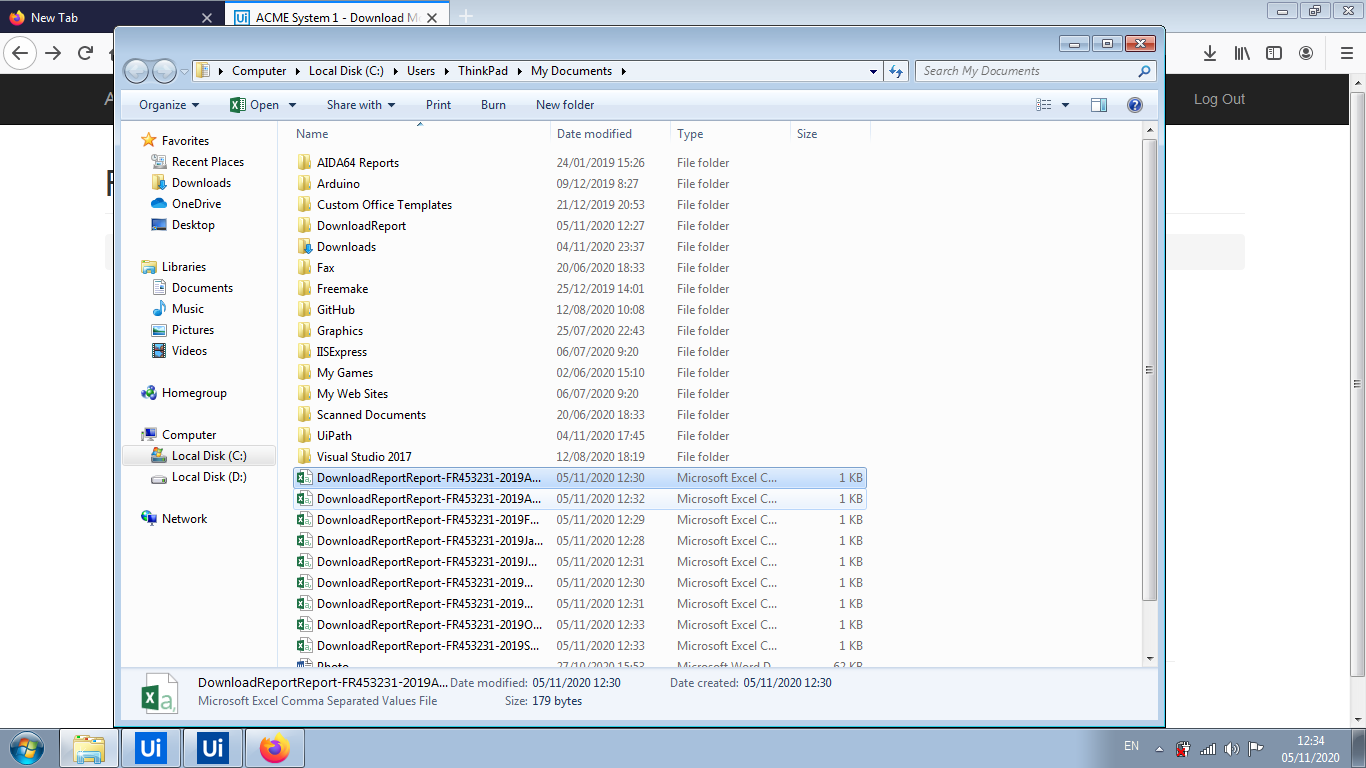 New Tab
Ui ACME System 1 - Download M
Computer Local Disk (C:) Users ThinkPad My Documents
Search My Documents
Organize Open Share with Print Burn New folder
Log Out
Favorites
Recent Places
Downloads
OneDrive
Desktop
Libraries
Documents
Music
Pictures
Videos
Homegroup
Computer
Local Disk (C:)
Local Disk (D:)
Network
Name Date modified Type Size
AIDA64 Reports 24/01/2019 15:26 File folder
Arduino 09/12/2019 8:27 File folder
Custom Office Templates 21/12/2019 20:53 File folder
DownloadReport 05/11/2020 12:27 File folder
Downloads 04/11/2020 23:37 File folder
Fax 20/06/2020 18:33 File folder
Freemake 25/12/2019 14:01 File folder
GitHub 12/08/2020 10:08 File folder
Graphics 25/07/2020 22:43 File folder
IISExpress 06/07/2020 9:20 File folder
My Games 02/06/2020 15:10 File folder
My Web Sites 06/07/2020 9:20 File folder
Scanned Documents 20/06/2020 18:33 File folder
UiPath 04/11/2020 17:45 File folder
Visual Studio 2017 12/08/2020 18:19 File folder
DownloadReportReport-FR453231-2019A... 05/11/2020 12:30 Microsoft Excel C... 1 KB
DownloadReportReport-FR453231-2019A... 05/11/2020 12:32 Microsoft Excel C... 1 KB
DownloadReportReport-FR453231-2019F... 05/11/2020 12:29 Microsoft Excel C... 1 KB
DownloadReportReport-FR453231-2019Ja... 05/11/2020 12:28 Microsoft Excel C... 1 KB
DownloadReportReport-FR453231-2019J... 05/11/2020 12:31 Microsoft Excel C... 1 KB
DownloadReportReport-FR453231-2019... 05/11/2020 12:30 Microsoft Excel C... 1 KB
DownloadReportReport-FR453231-2019... 05/11/2020 12:31 Microsoft Excel C... 1 KB
DownloadReportReport-FR453231-2019O... 05/11/2020 12:33 Microsoft Excel C... 1 KB
DownloadReportReport-FR453231-2019S... 05/11/2020 12:33 Microsoft Excel C... 1 KB
Photo 27/10/2020 15:53 Microsoft Word D... 62 KB
DownloadReportReport-FR453231-2019A... Date modified: 05/11/2020 12:30 Date created: 05/11/2020 12:30
Microsoft Excel Comma Separated Values File Size: 179 bytes
Ui Ui EN 12:34
05/11/2020